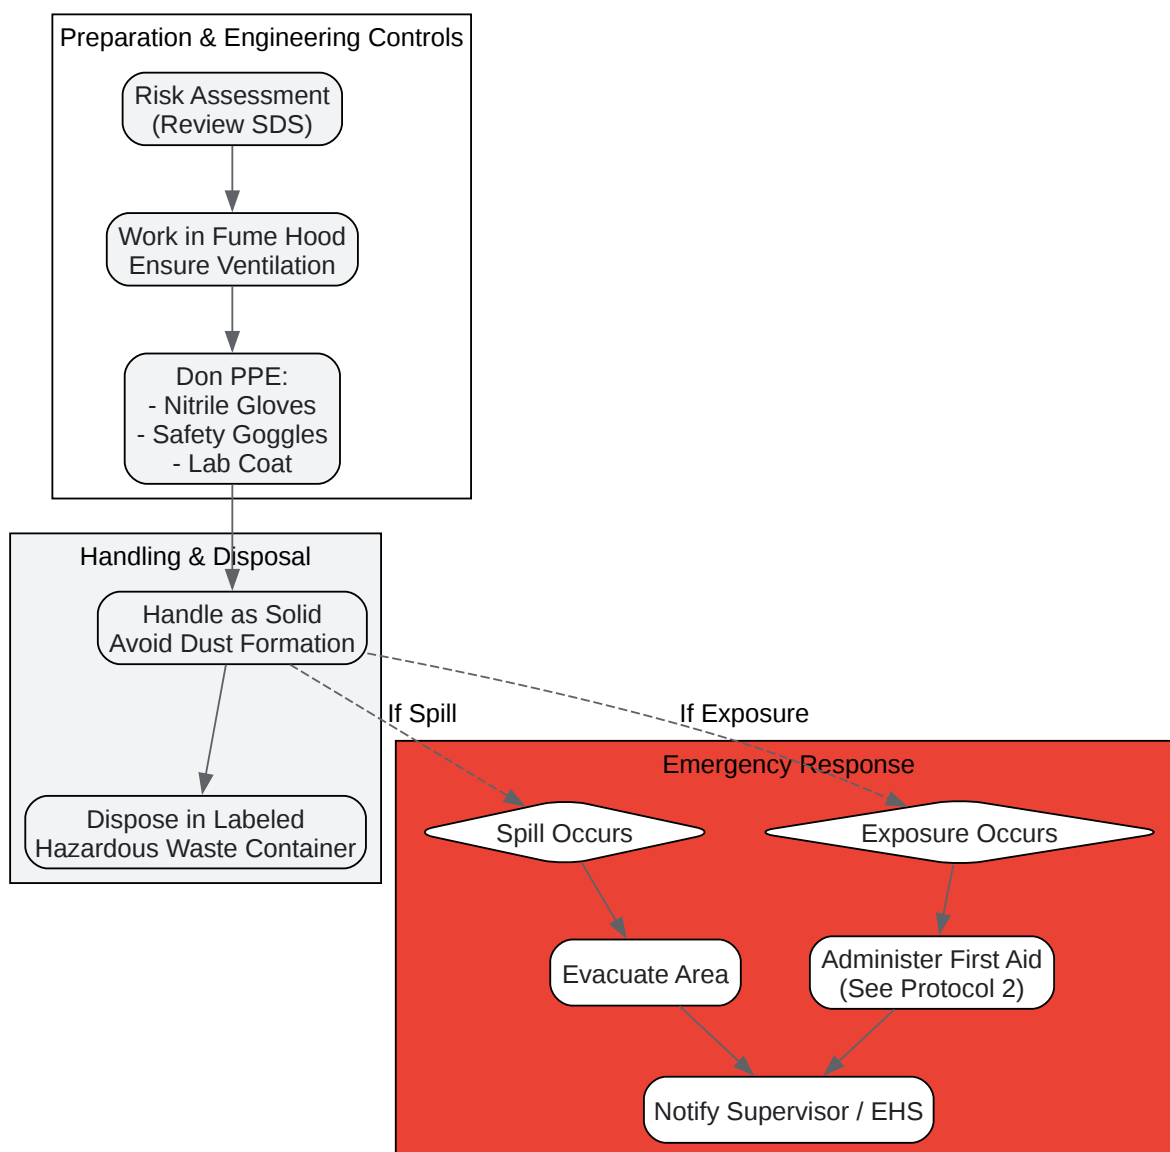 Preparation & Engineering Controls
Risk Assessment
(Review SDS)
Work in Fume Hood
Ensure Ventilation
Don PPE:
- Nitrile Gloves
- Safety Goggles
- Lab Coat
Handling & Disposal
Handle as Solid
Avoid Dust Formation
If Spill
If Exposure
Emergency Response
Dispose in Labeled
Hazardous Waste Container
Spill Occurs
Exposure Occurs
Evacuate Area
Administer First Aid
(See Protocol 2)
Notify Supervisor / EHS